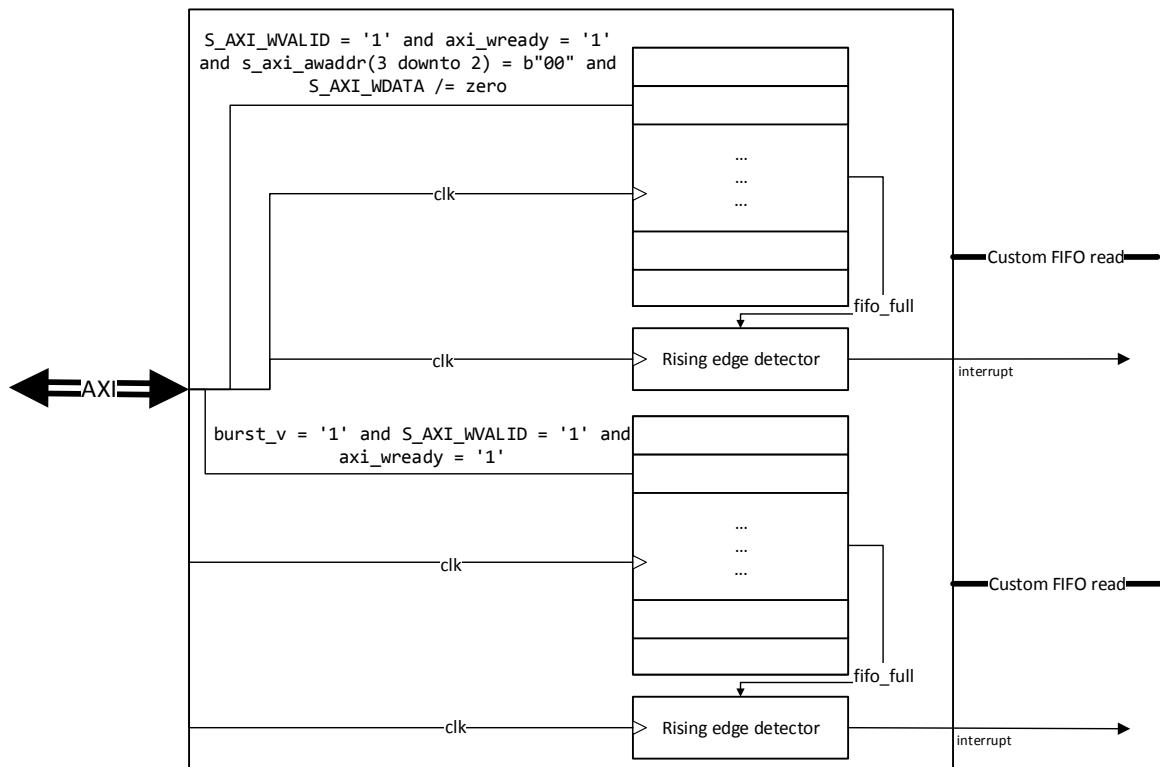 S_AXI_WVALID = '1' and axi_wready = '1'
and s_axi_awaddr(3 downto 2) = b"00" and
S_AXI_WDATA /= zero
...
...
...
clk
Custom FIFO read
fifo_full
clk
Rising edge detector
interrupt
AXI
burst_v = '1' and S_AXI_WVALID = '1' and
axi_wready = '1'
...
...
...
clk
Custom FIFO read
fifo_full
clk
Rising edge detector
interrupt